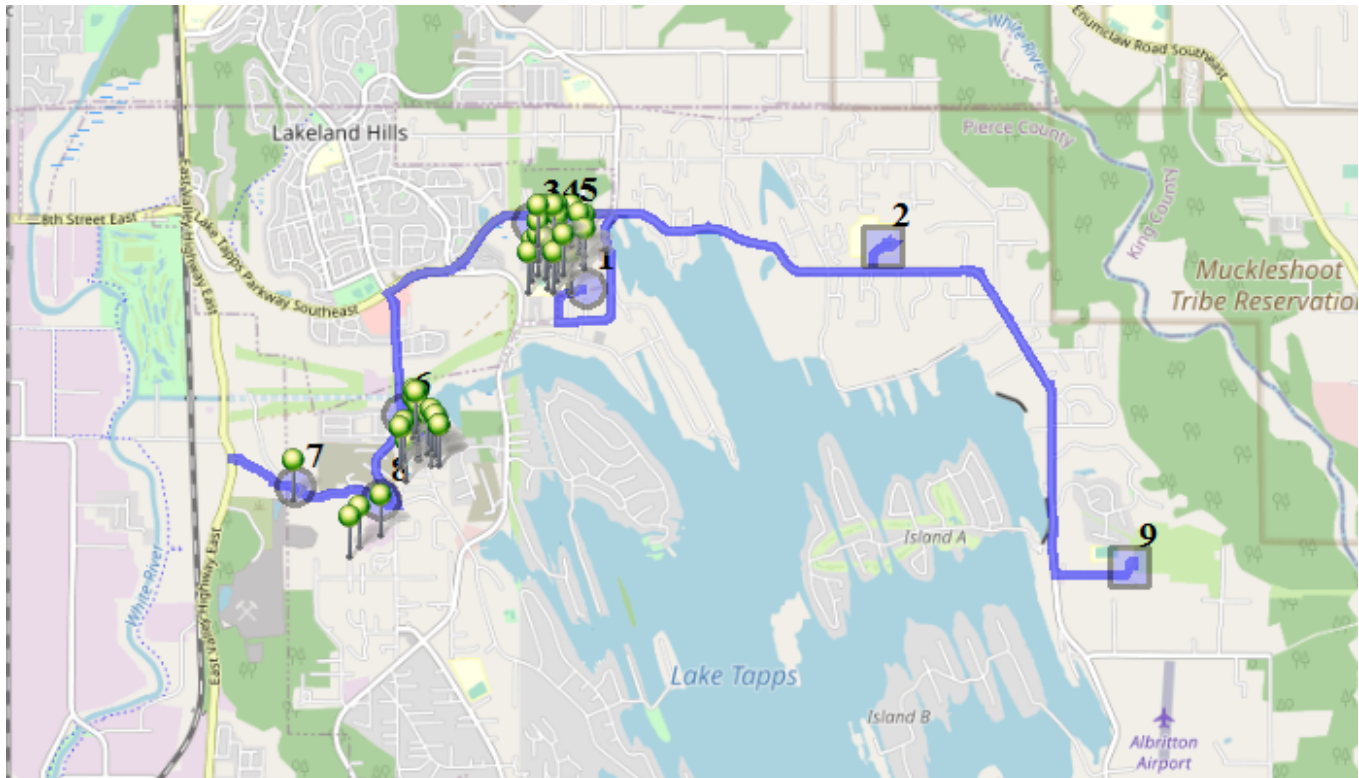 Enumclaw Road Southeast
White River
Lakeland Hills
Pierce County
King County
8th Street East
East Valley Highway East
Lake Tapps Parkway Southeast
345
2
1
Muckleshoot
Tribe Reservation
6
7
8
9
Island A
White River
East Valley Highway East
Lake Tapps
Island B
Albritton
Airport